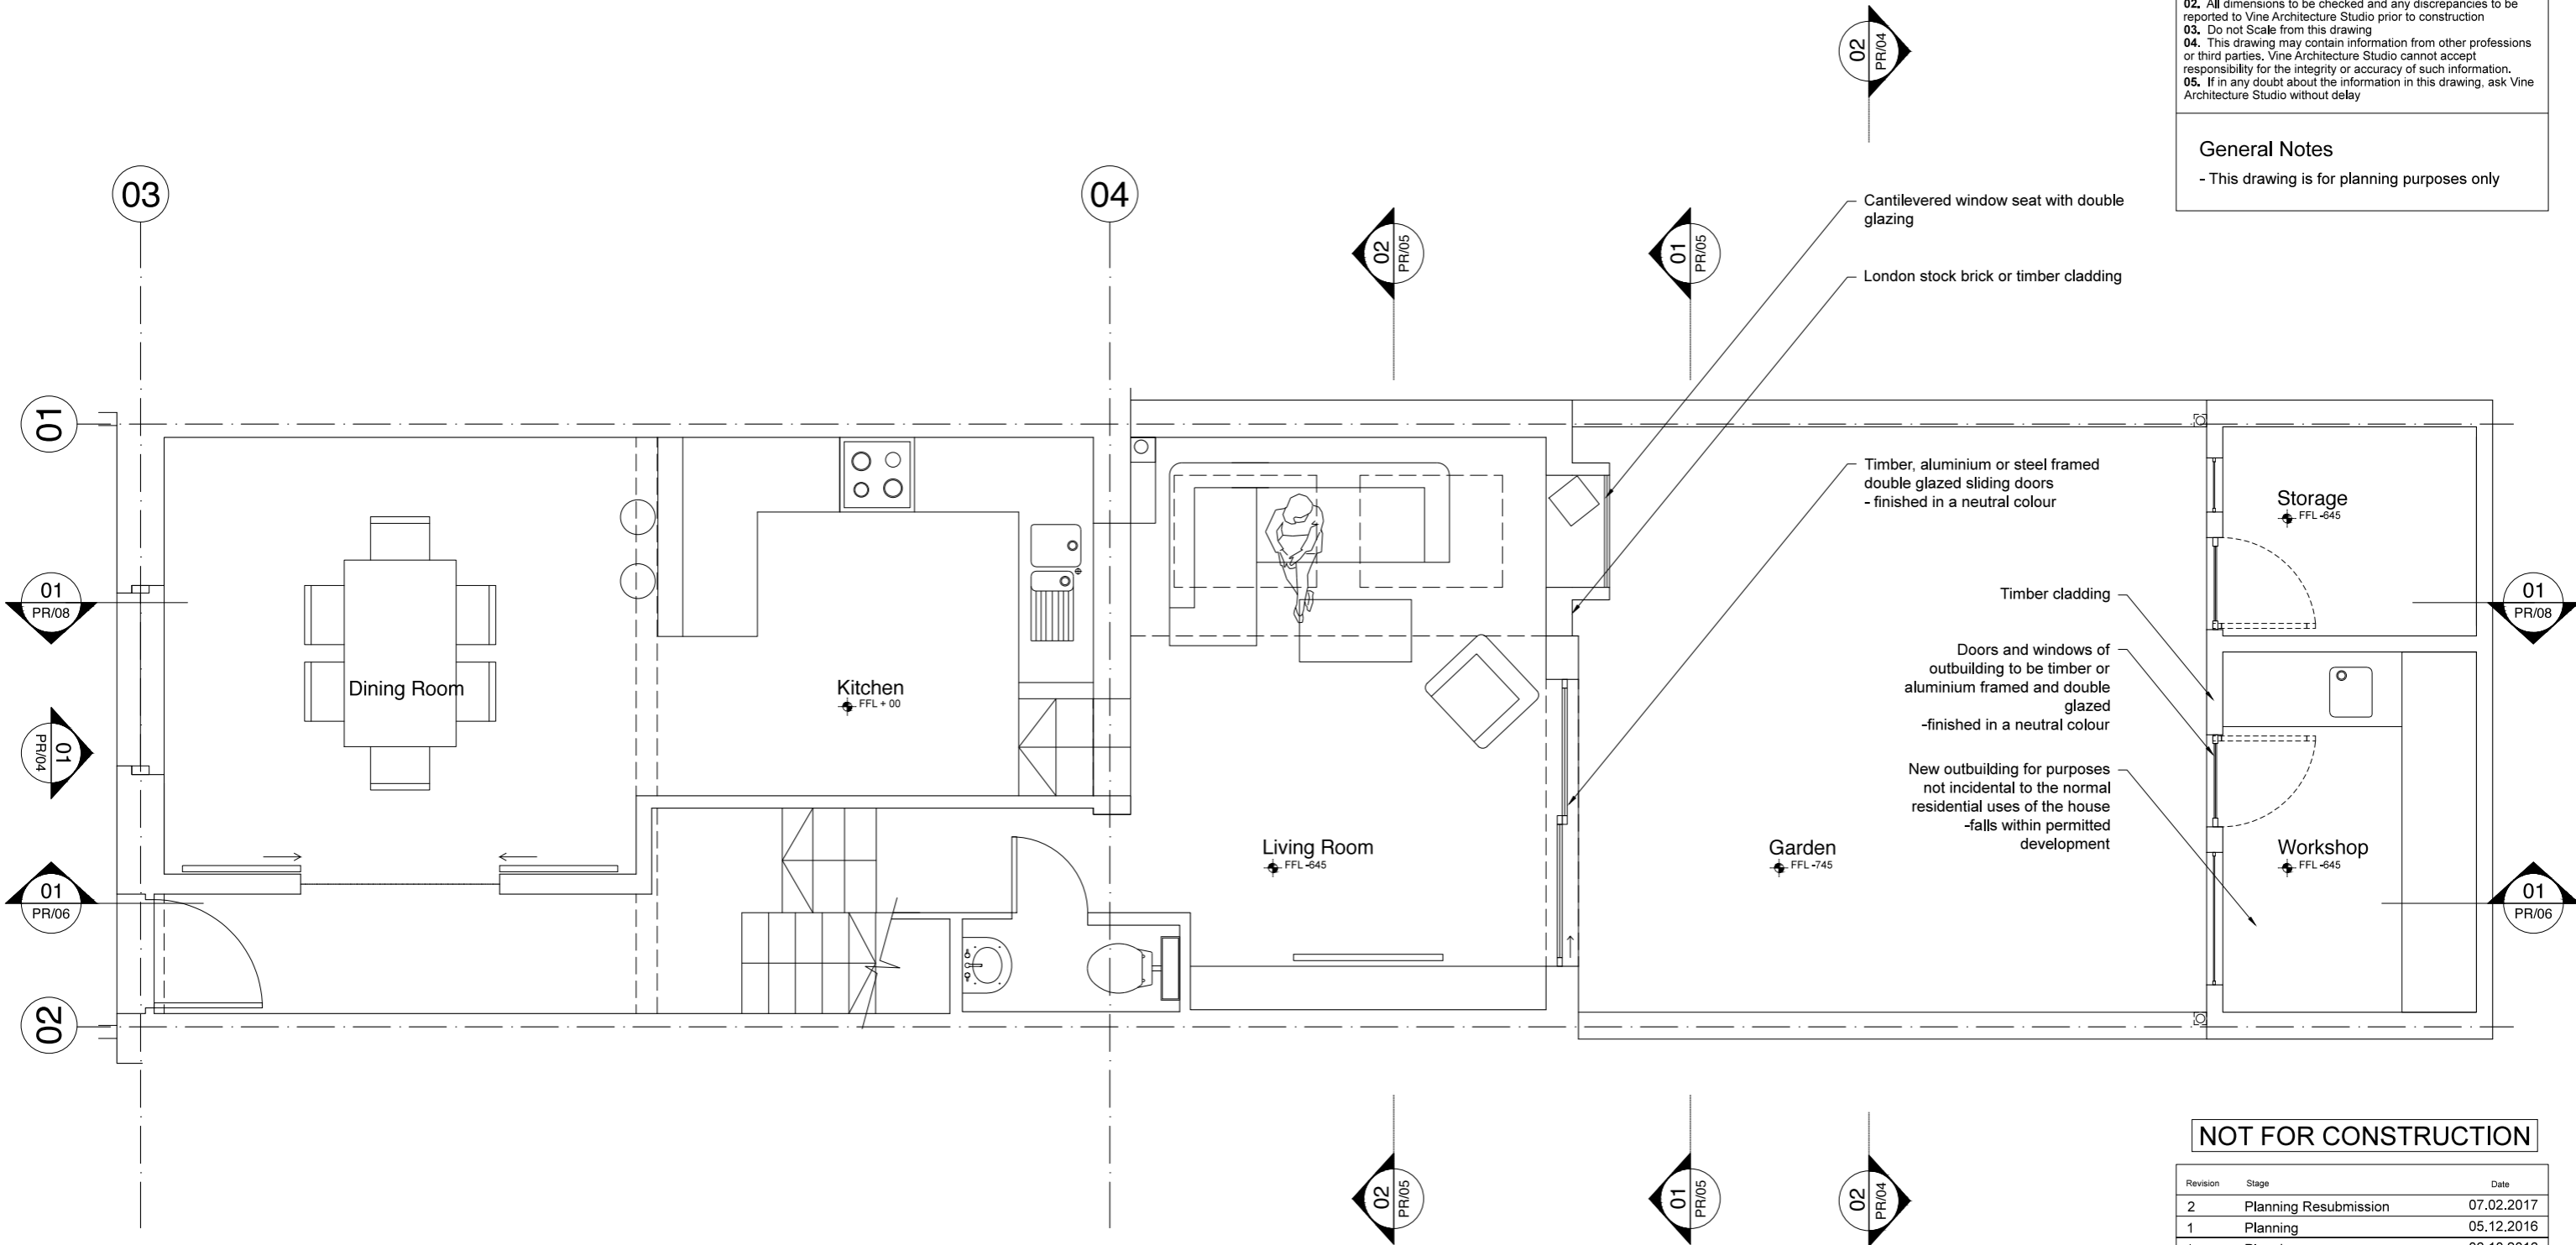 02. All dimensions to be checked and any discrepancies to be
reported to Vine Architecture Studio prior to construction
03. Do not Scale from this drawing
04. This drawing may contain information from other professions
or third parties. Vine Architecture Studio cannot accept
responsibility for the integrity or accuracy of such information.
05. If in any doubt about the information in this drawing, ask Vine
Architecture Studio without delay
General Notes
- This drawing is for planning purposes only
02
PR/04
03
04
02
PR/05
01
PR/05
Cantilevered window seat with double
glazing
London stock brick or timber cladding
Timber, aluminium or steel framed
double glazed sliding doors
- finished in a neutral colour
Timber cladding
Doors and windows of
outbuilding to be timber or
aluminium framed and double
glazed
-finished in a neutral colour
New outbuilding for purposes
not incidental to the normal
residential uses of the house
-falls within permitted
development
01
01
PR/08
01
PR/04
01
PR/06
02
Dining Room
Kitchen
FFL + 00
Living Room
FFL -645
Garden
FFL -745
Storage
FFL -645
Workshop
FFL -645
01
PR/08
01
PR/06
02
PR/05
01
PR/05
02
PR/04
NOT FOR CONSTRUCTION
Revision Stage Date
2 Planning Resubmission 07.02.2017
1 Planning 05.12.2016